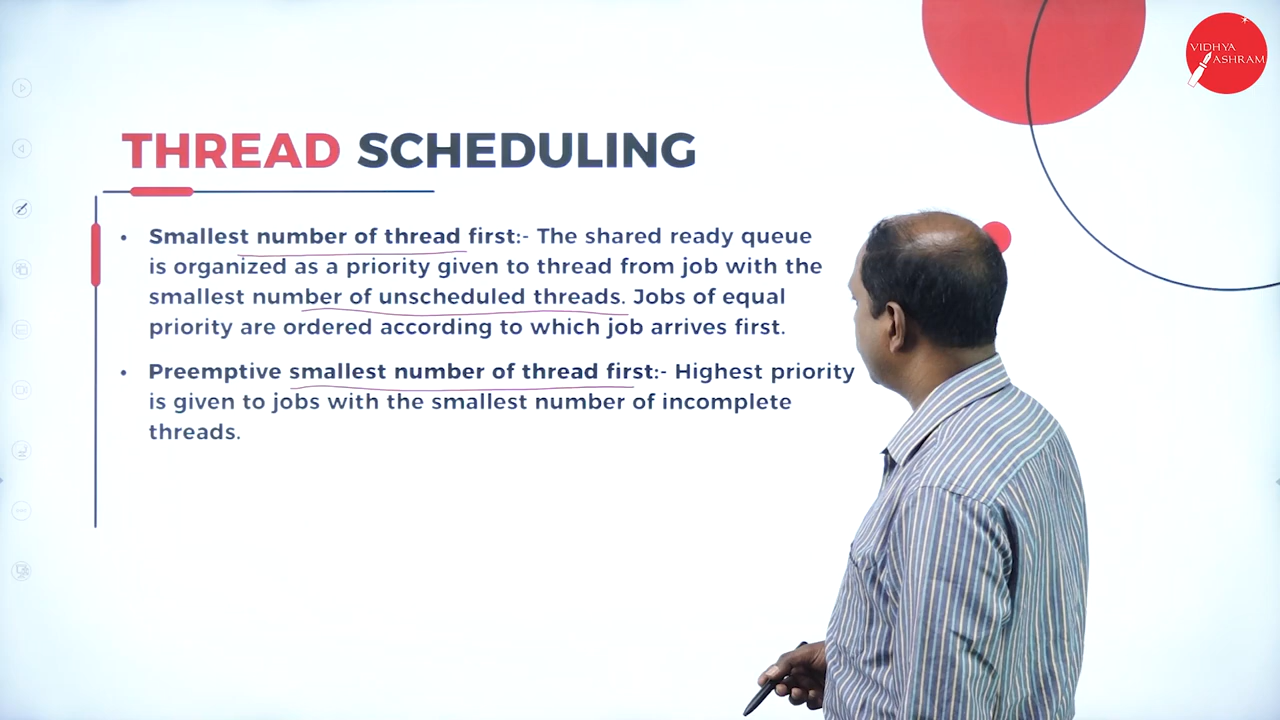 VIDHYA
ASHRAM
THREAD SCHEDULING
• Smallest number of thread first:- The shared ready queue
is organized as a priority given to thread from job with the
smallest number of unscheduled threads. Jobs of equal
priority are ordered according to which job arrives first.
• Preemptive smallest number of thread first:- Highest priority
is given to jobs with the smallest number of incomplete
threads.